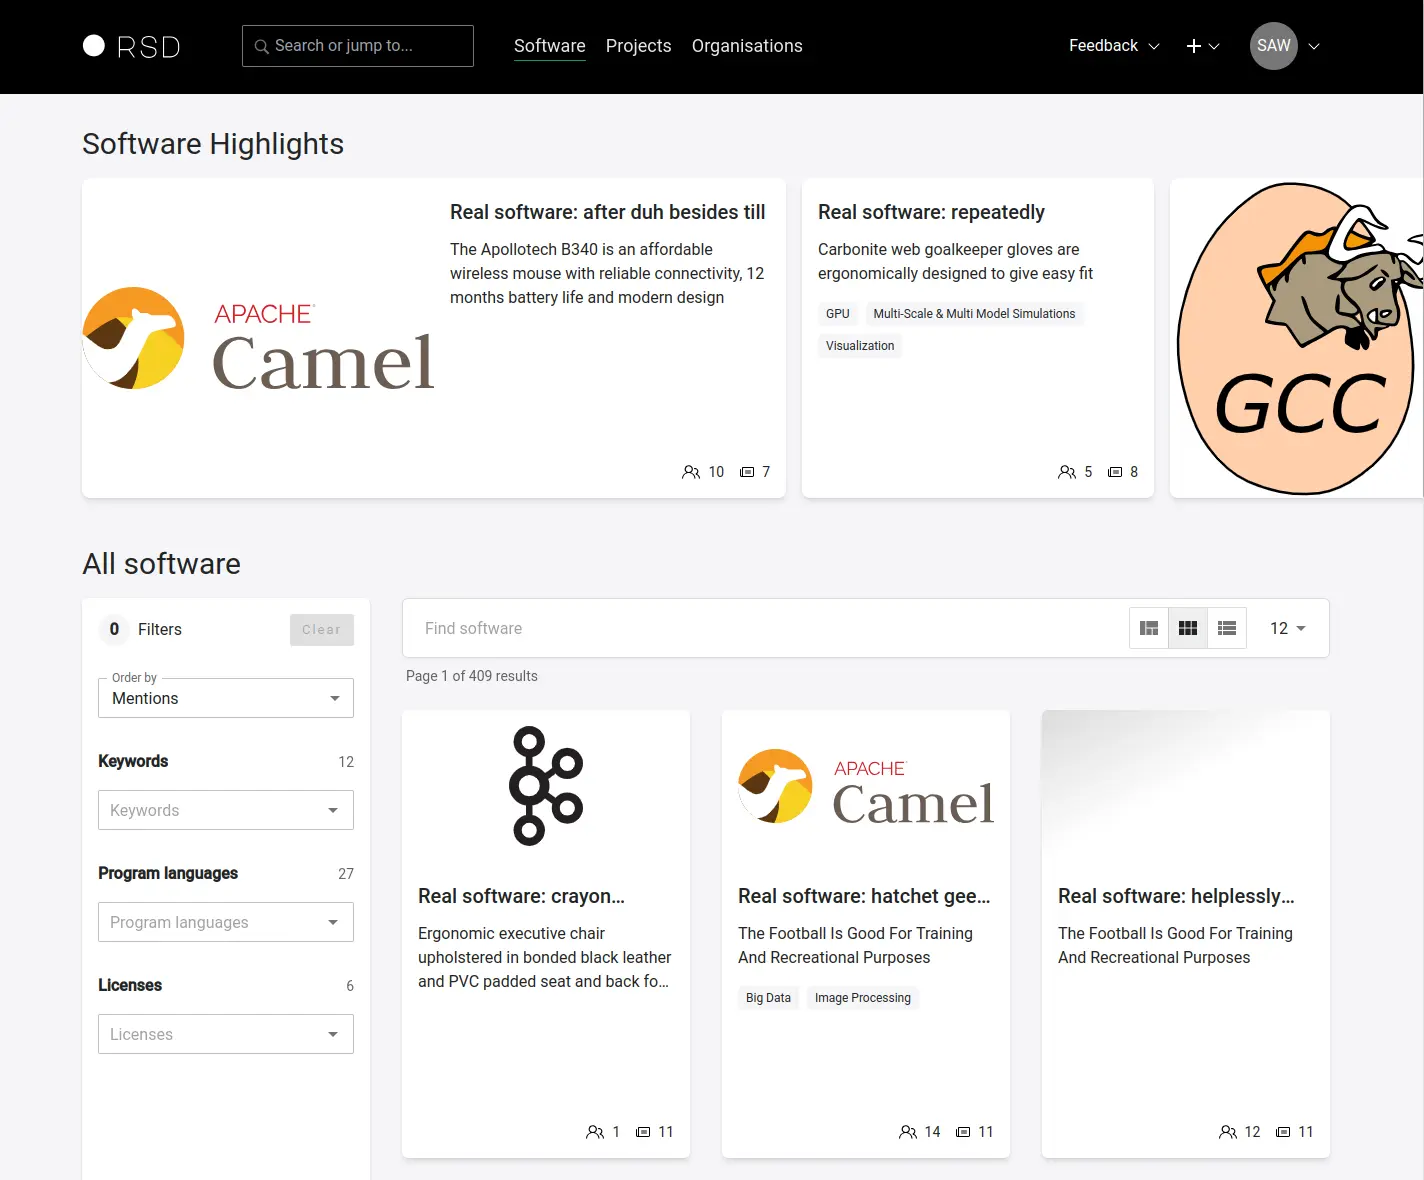 RSD
Search or jump to...
Software
Projects
Organisations
Feedback
SAW
Software Highlights
APACHE
Camel
Real software: after duh besides till
The Apollotech B340 is an affordable
wireless mouse with reliable connectivity, 12
months battery life and modern design
10
7
Real software: repeatedly
Carbonite web goalkeeper gloves are
ergonomically designed to give easy fit
GPU
Multi-Scale & Multi Model Simulations
Visualization
5
8
GCC
All software
0
Filters
Clear
Order by
Mentions
Keywords
12
Keywords
Program languages
27
Program languages
Licenses
6
Licenses
Find software
12
Page 1 of 409 results
Real software: crayon...
Ergonomic executive chair
upholstered in bonded black leather
and PVC padded seat and back fo...
1
11
APACHE
Camel
Real software: hatchet gee...
The Football Is Good For Training
And Recreational Purposes
Big Data
Image Processing
14
11
Real software: helplessly...
The Football Is Good For Training
And Recreational Purposes
12
11